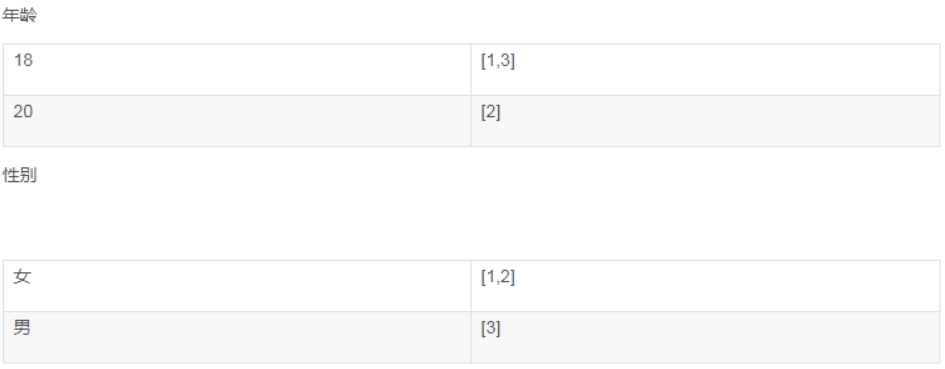 年龄
18 [1,3]
20 [2]
性别
女 [1,2]
男 [3]